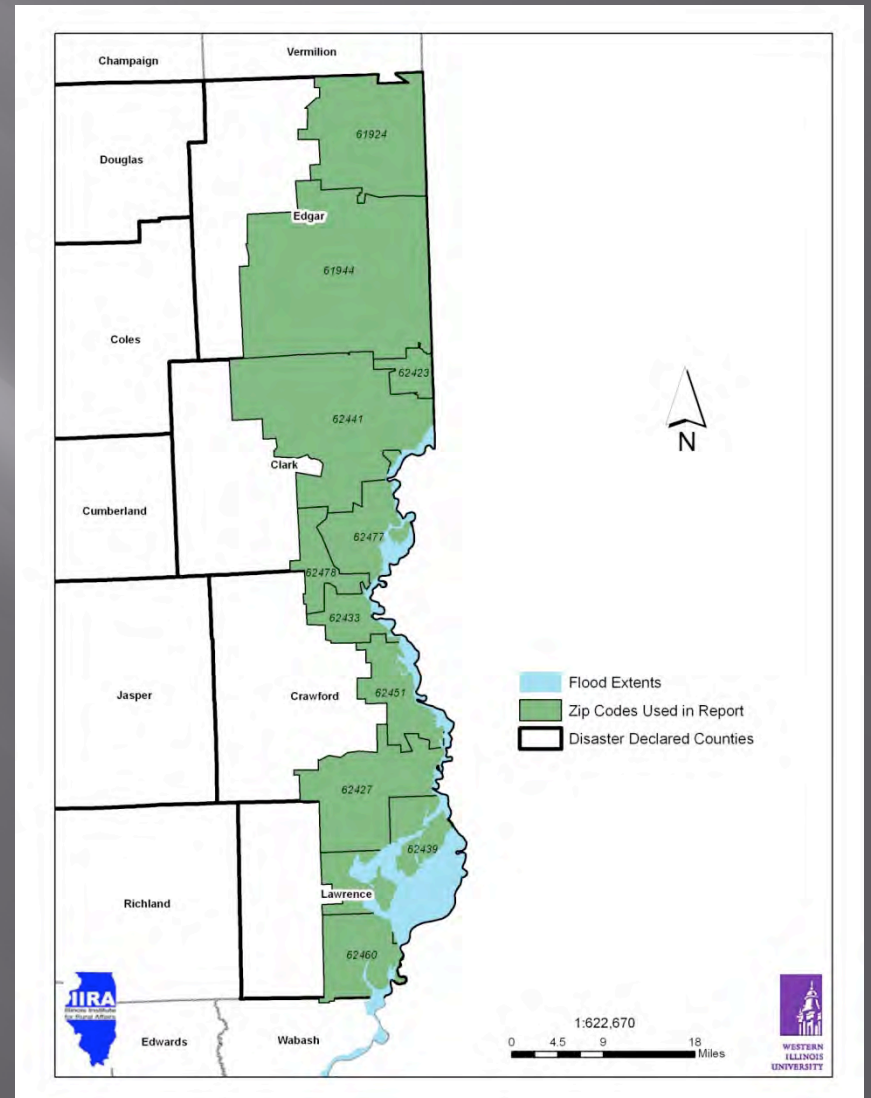 Champaign
Vermilion
61924
Douglas
Edgar
61944
Coles
62423
62441
N
Clark
Cumberland
62477
62478
62433
Flood Extents
Jasper
Crawford
62451
Zip Codes Used in Report
Disaster Declared Counties
62427
62439
Lawrence
Richland
62460
IIRA
Illinois Institute
for Rural Affairs
Edwards
Wabash
1:622,670
0 4.5 9 18
Miles
WESTERN
ILLINOIS
UNIVERSITY